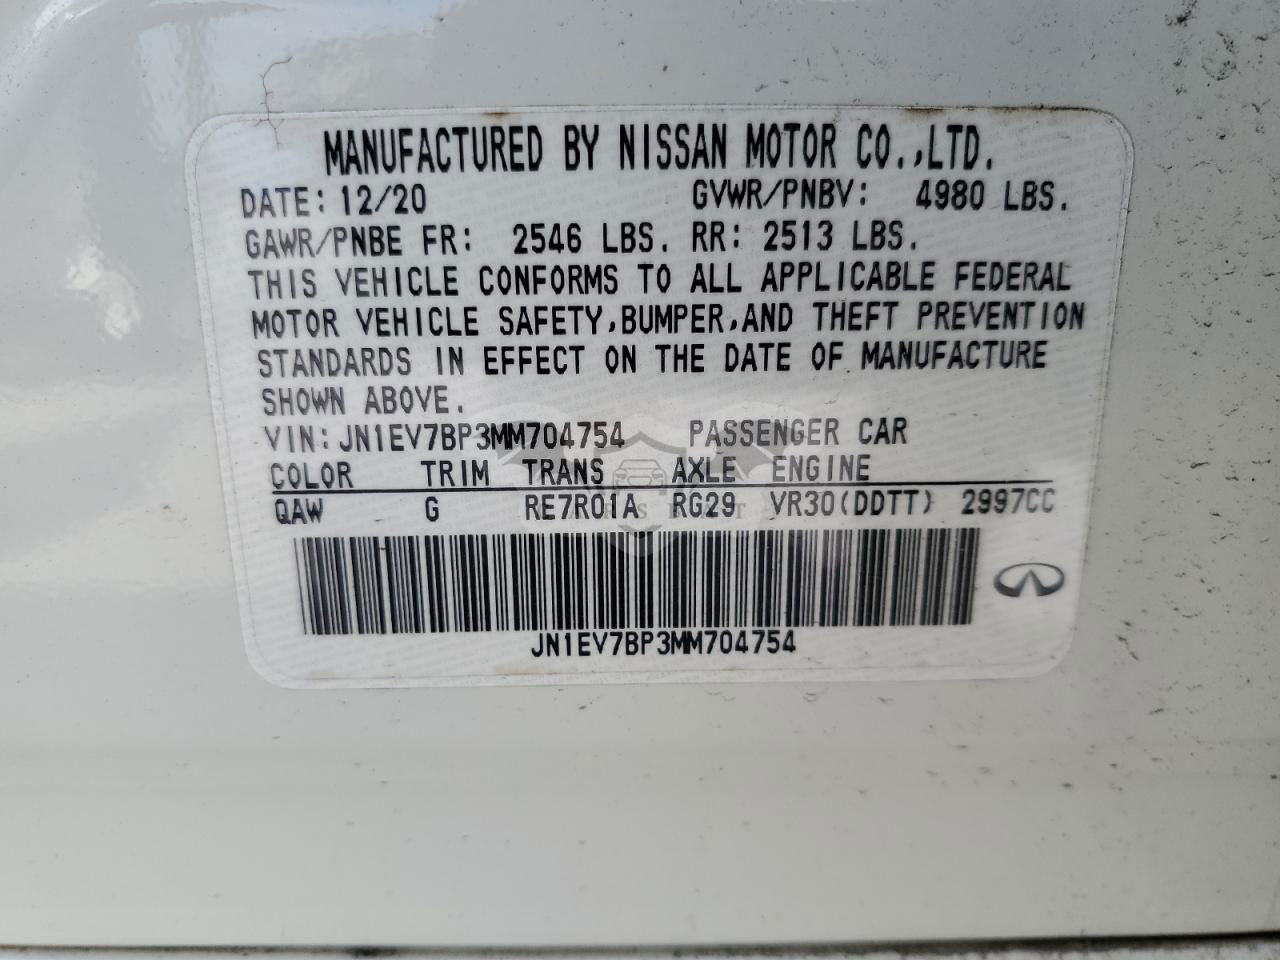 MANUFACTURED BY NISSAN MOTOR CO.,LTD.
DATE: 12/20 GVWR/PNBV: 4980 LBS.
GAWR/PNBE FR: 2546 LBS. RR: 2513 LBS.
THIS VEHICLE CONFORMS TO ALL APPLICABLE FEDERAL
MOTOR VEHICLE SAFETY,BUMPER,AND THEFT PREVENTION
STANDARDS IN EFFECT ON THE DATE OF MANUFACTURE
SHOWN ABOVE.
VIN: JN1EV7BP3MM704754 PASSENGER CAR
COLOR TRIM TRANS AXLE ENGINE
QAW G RE7R01A RG29 VR30(DDTT) 2997CC
JN1EV7BP3MM704754